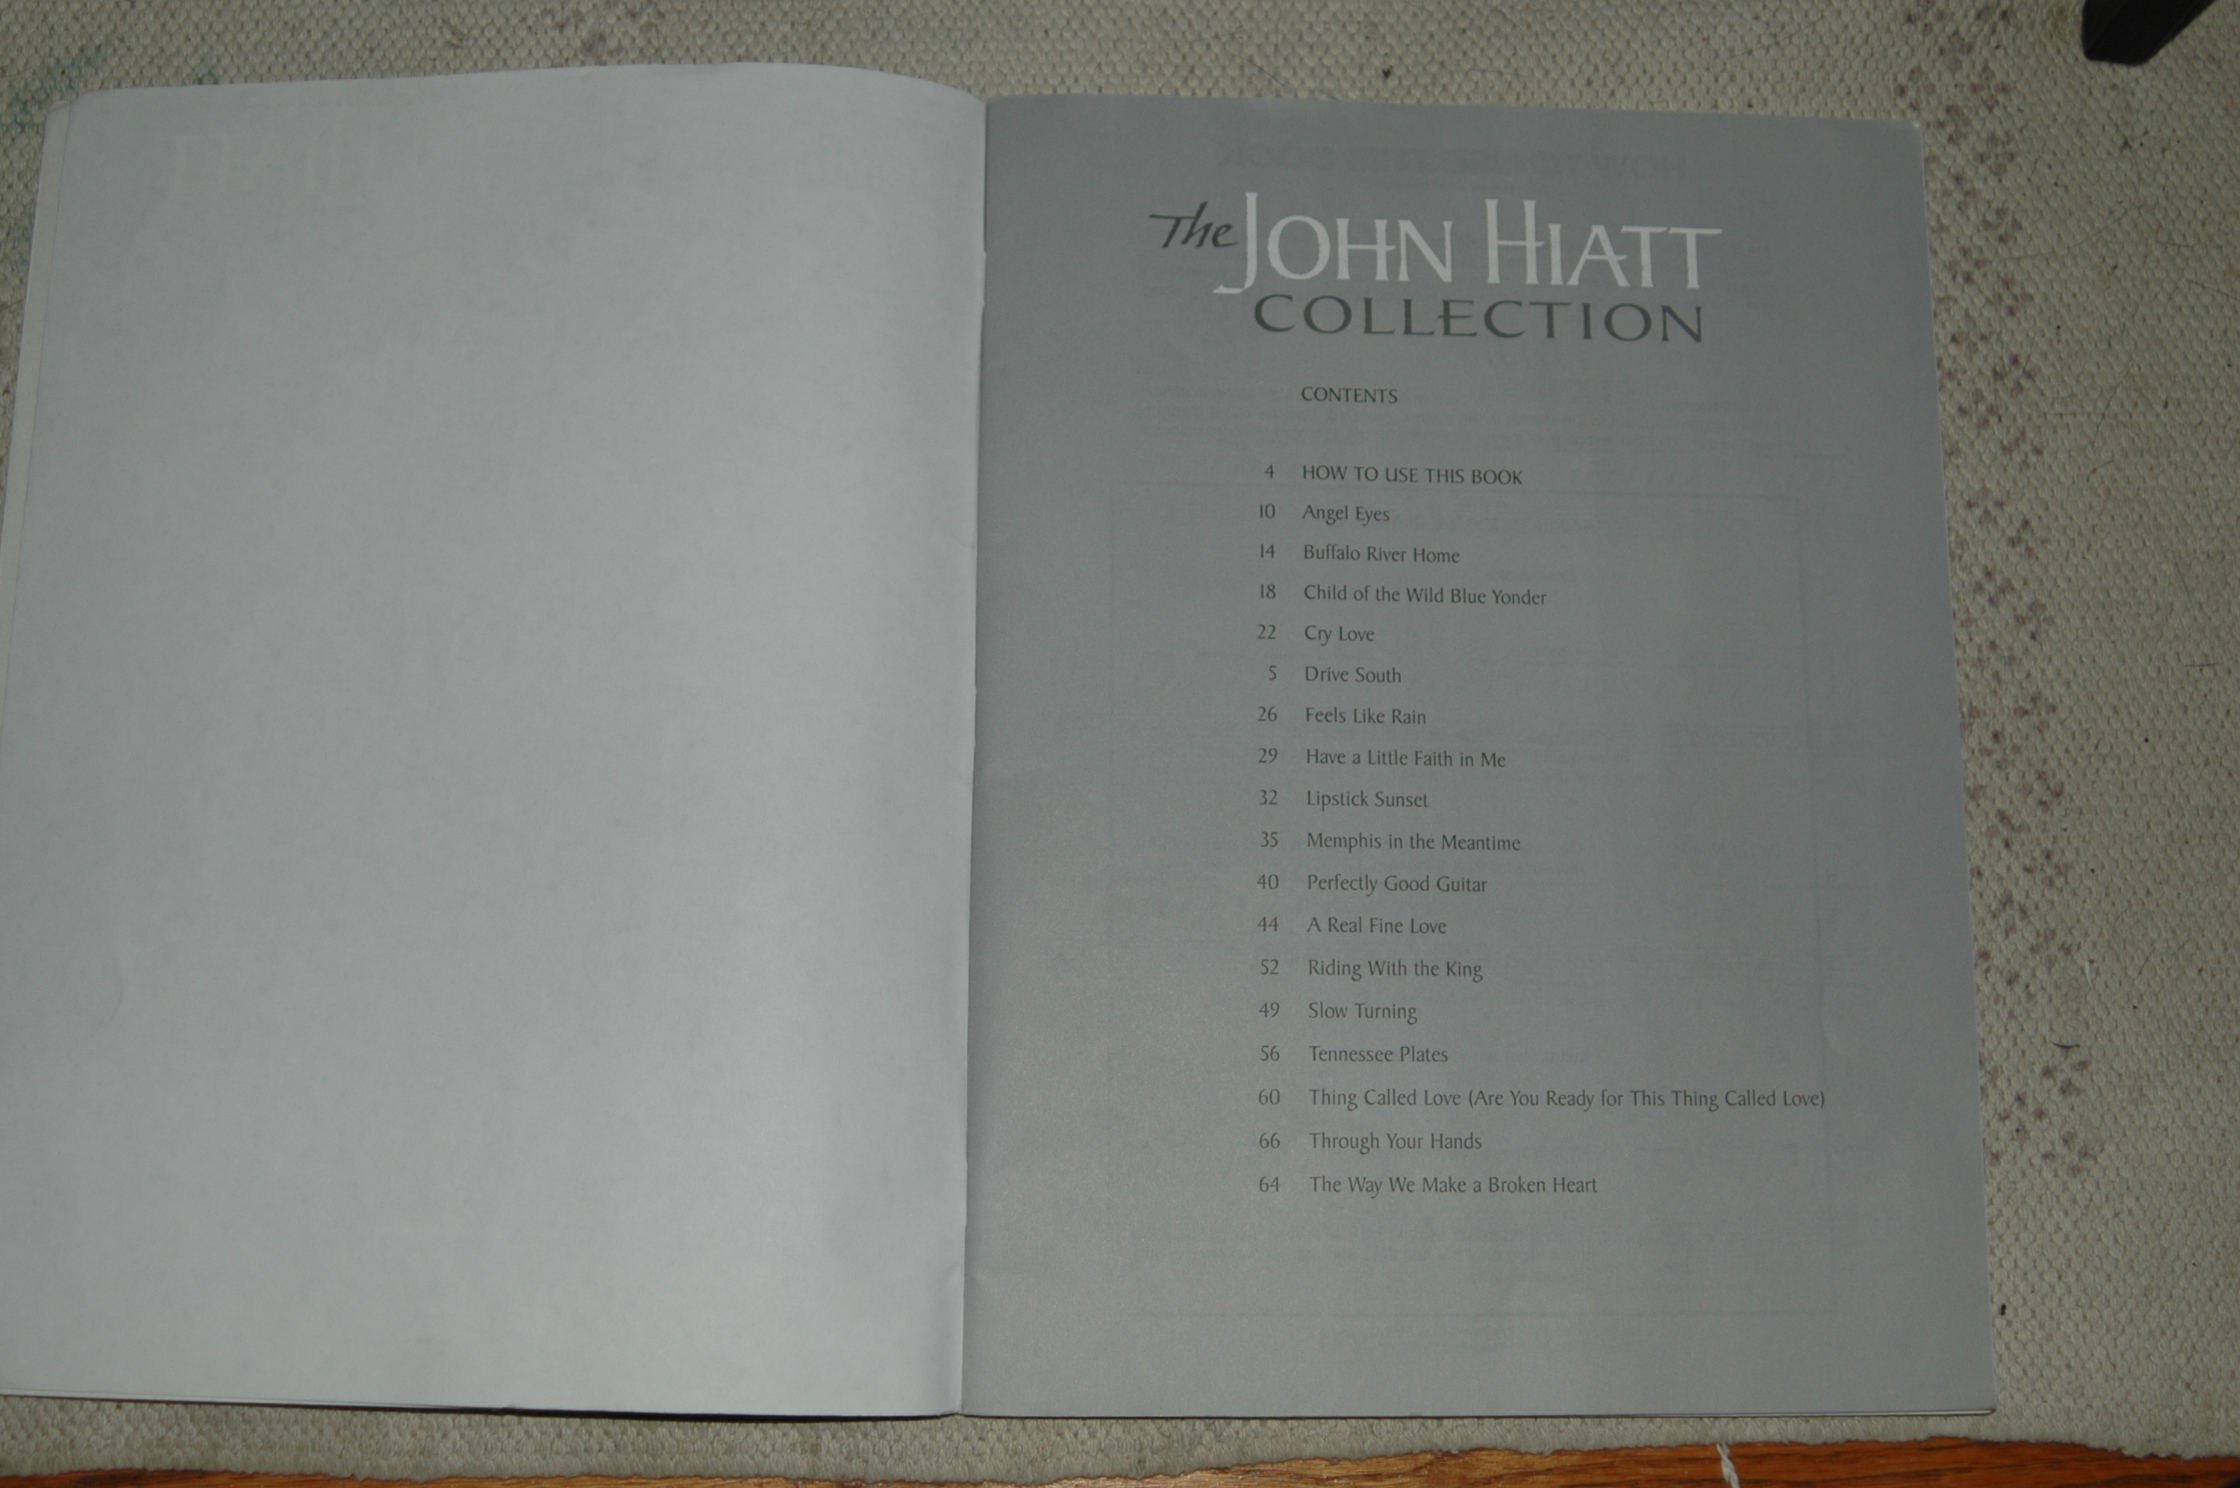 The JOHN HIATT
COLLECTION
CONTENTS
4 HOW TO USE THIS BOOK
10 Angel Eyes
14 Buffalo River Home
18 Child of the Wild Blue Yonder
22 Cry Love
5 Drive South
26 Feels Like Rain
29 Have a Little Faith in Me
32 Lipstick Sunset
35 Memphis in the Meantime
40 Perfectly Good Guitar
44 A Real Fine Love
52 Riding With the King
49 Slow Turning
56 Tennessee Plates
60 Thing Called Love (Are You Ready for This Thing Called Love)
66 Through Your Hands
64 The Way We Make a Broken Heart